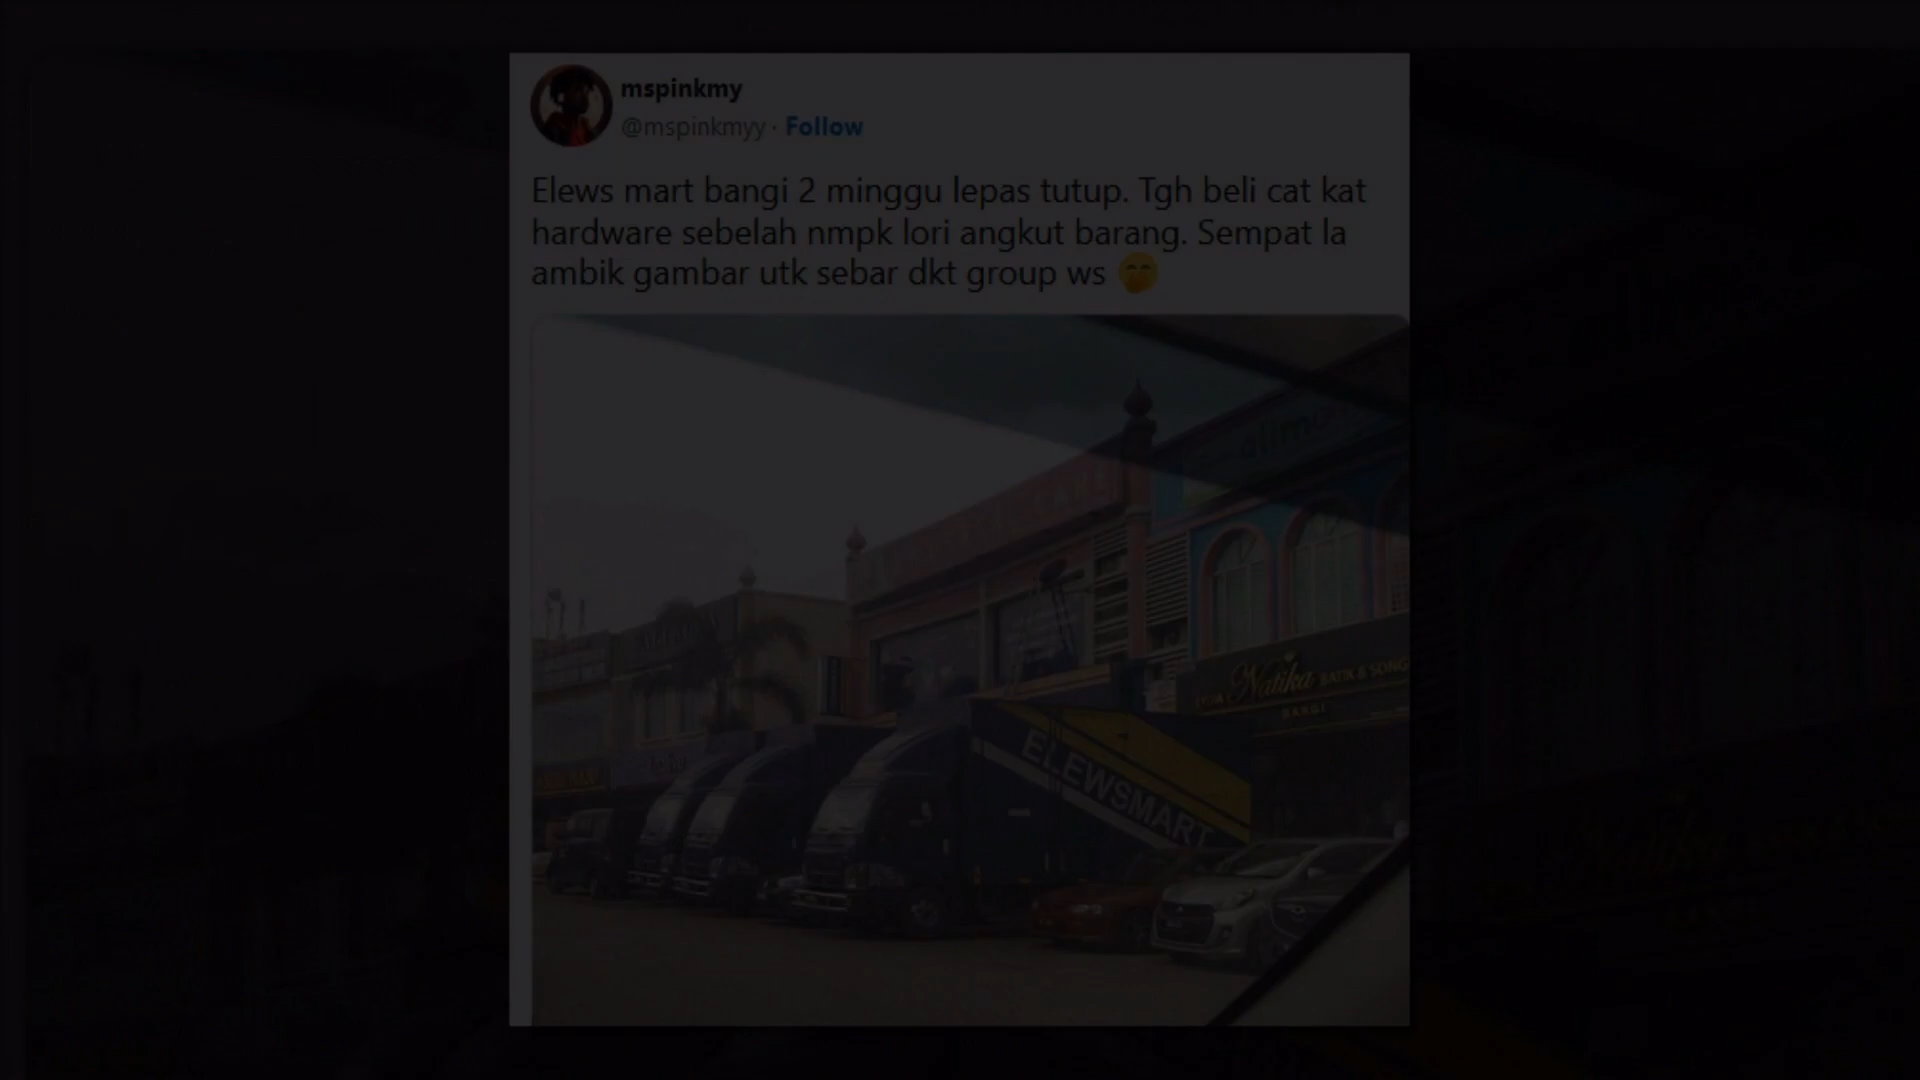 mspinkmy
@mspinkmyy · Follow
Elews mart bangi 2 minggu lepas tutup. Tgh beli cat kat
hardware sebelah nmpk lori angkut barang. Sempat la
ambik gambar utk sebar dkt group ws 🤭
Natika BATIK & SONG
BANGI
ELEWSMART